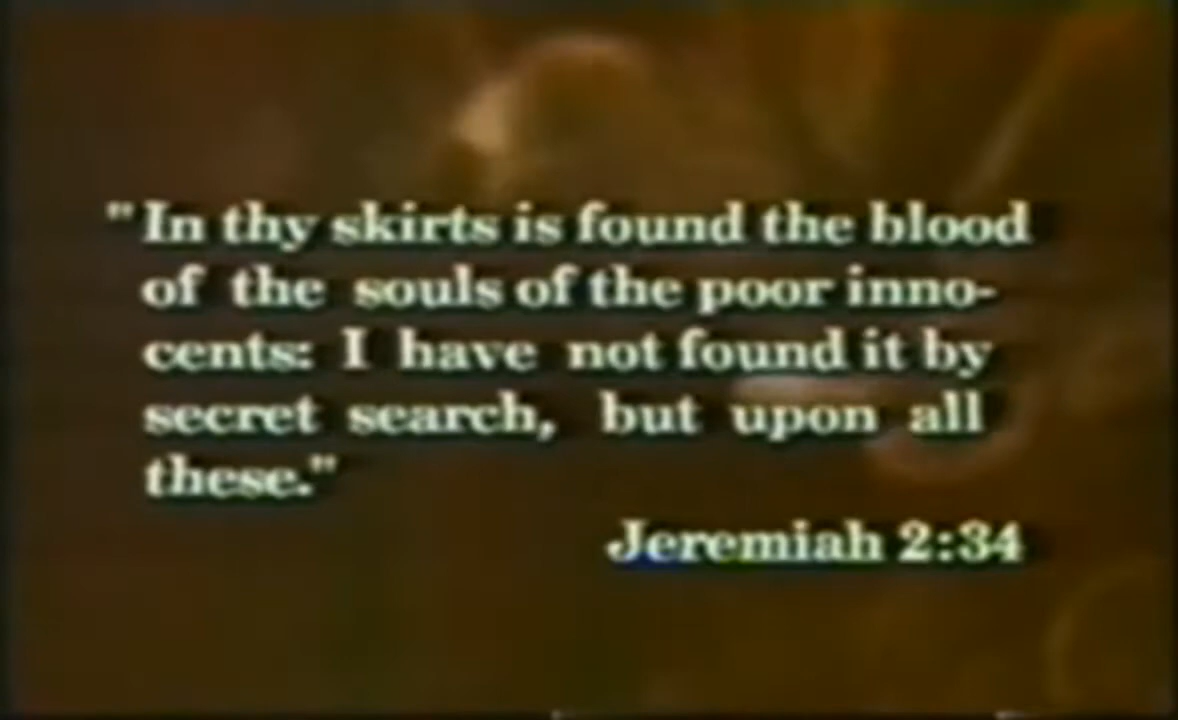 "In thy skirts is found the blood
of the souls of the poor inno-
cents: I have not found it by
secret search, but upon all
these."
Jeremiah 2:34